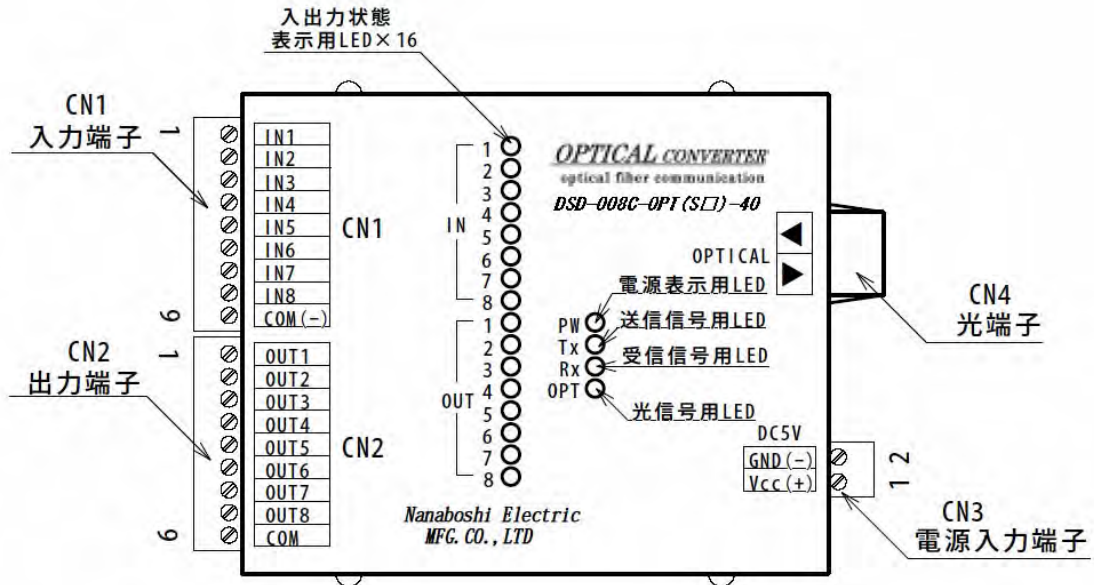 入出力状態
表示用LED×16
CN1
入力端子
1
9
IN1
IN2
IN3
IN4
IN5
IN6
IN7
IN8
COM(-)
CN1
CN2
出力端子
1
9
OUT1
OUT2
OUT3
OUT4
OUT5
OUT6
OUT7
OUT8
COM
CN2
IN
1
2
3
4
5
6
7
8
OUT
1
2
3
4
5
6
7
8
OPTICAL CONVERTER
optical fiber communication
DSD-008C-OPT(S□)-40
OPTICAL
電源表示用LED
PW
送信信号用LED
Tx
受信信号用LED
Rx
OPT
光信号用LED
CN4
光端子
DC5V
GND(-)
Vcc(+)
2
1
CN3
電源入力端子
Nanaboshi Electric
MFG.CO.,LTD